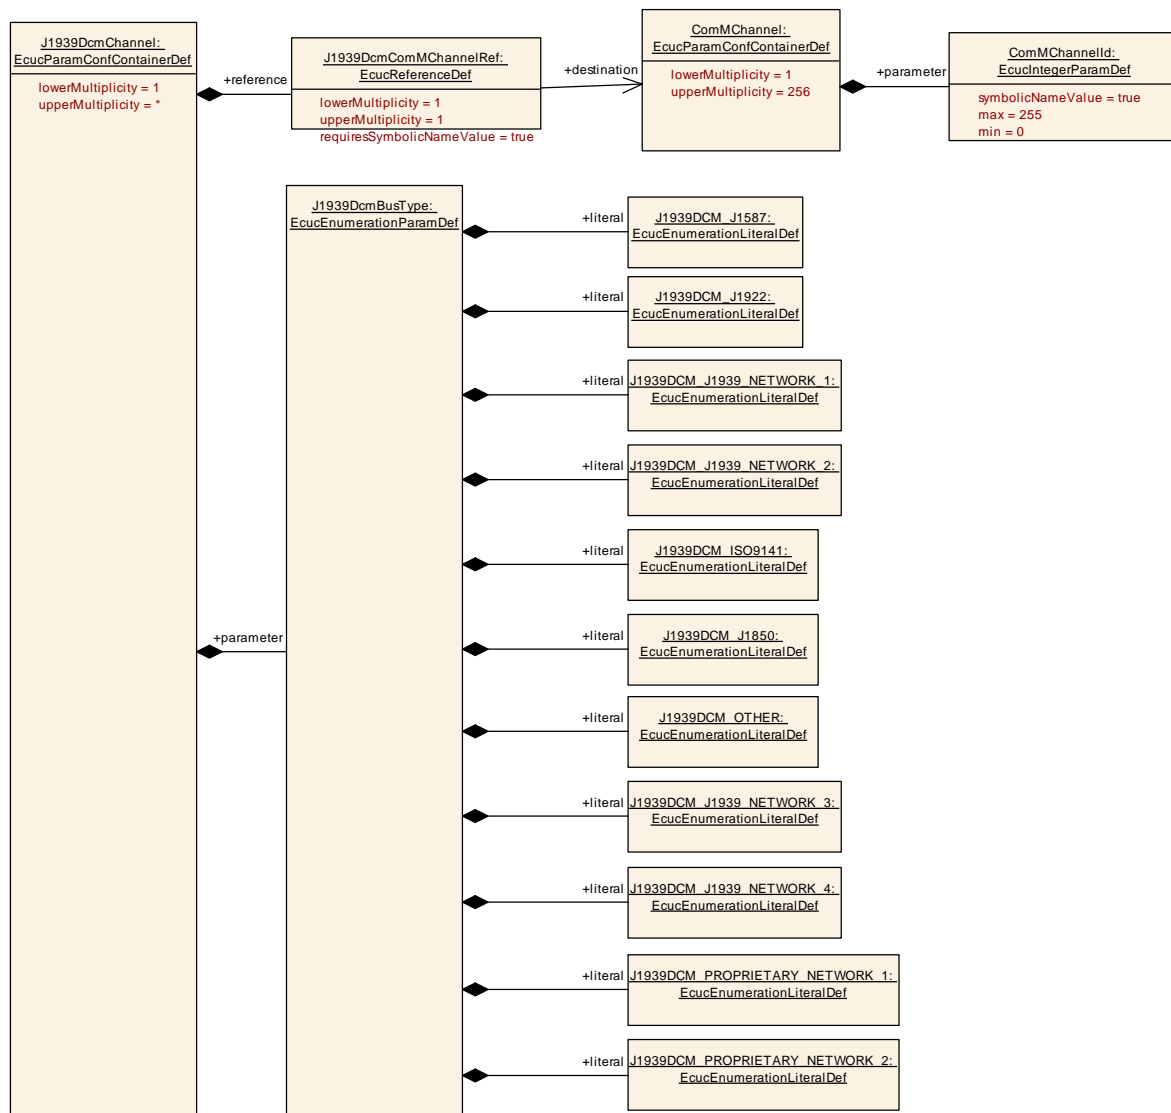 J1939DcmChannel:
EcucParamConfContainerDef
lowerMultiplicity = 1
upperMultiplicity = *
+reference
J1939DcmComMChannelRef:
EcucReferenceDef
lowerMultiplicity = 1
upperMultiplicity = 1
requiresSymbolicNameValue = true
+destination
ComMChannel:
EcucParamConfContainerDef
lowerMultiplicity = 1
upperMultiplicity = 256
+parameter
ComMChannelId:
EcucIntegerParamDef
symbolicNameValue = true
max = 255
min = 0
+parameter
J1939DcmBusType:
EcucEnumerationParamDef
+literal
J1939DCM_J1587:
EcucEnumerationLiteralDef
+literal
J1939DCM_J1922:
EcucEnumerationLiteralDef
+literal
J1939DCM_J1939_NETWORK_1:
EcucEnumerationLiteralDef
+literal
J1939DCM_J1939_NETWORK_2:
EcucEnumerationLiteralDef
+literal
J1939DCM_ISO9141:
EcucEnumerationLiteralDef
+literal
J1939DCM_J1850:
EcucEnumerationLiteralDef
+literal
J1939DCM_OTHER:
EcucEnumerationLiteralDef
+literal
J1939DCM_J1939_NETWORK_3:
EcucEnumerationLiteralDef
+literal
J1939DCM_J1939_NETWORK_4:
EcucEnumerationLiteralDef
+literal
J1939DCM_PROPRIETARY_NETWORK_1:
EcucEnumerationLiteralDef
+literal
J1939DCM_PROPRIETARY_NETWORK_2:
EcucEnumerationLiteralDef